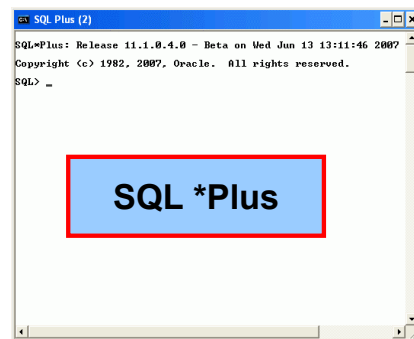 SQL Plus (2)
SQL*Plus: Release 11.1.0.4.0 - Beta on Wed Jun 13 13:11:46 2007
Copyright (c) 1982, 2007, Oracle.  All rights reserved.
SQL> _
SQL *Plus